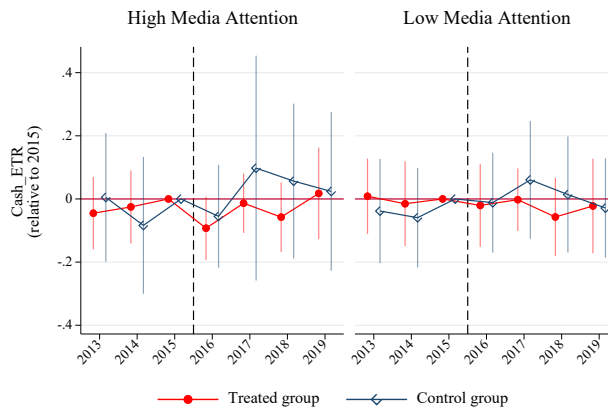 High Media Attention
Low Media Attention
Cash_ETR
(relative to 2015)
.4
.2
0
-.2
-.4
2013 2014 2015 2016 2017 2018 2019
2013 2014 2015 2016 2017 2018 2019
Treated group Control group